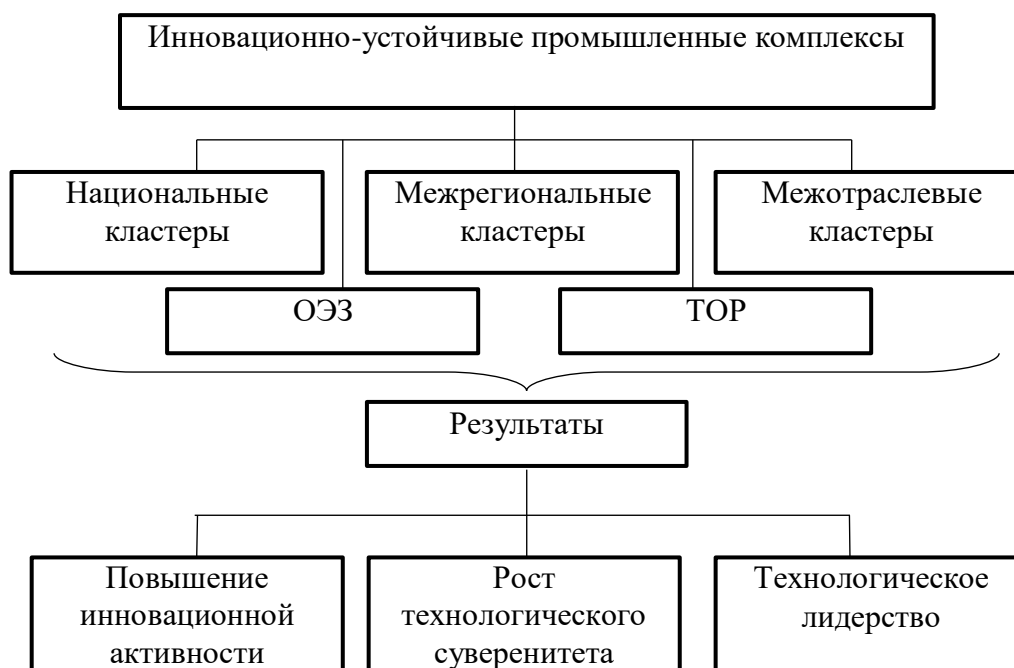 Инновационно-устойчивые промышленные комплексы
Национальные
кластеры
Межрегиональные
кластеры
Межотраслевые
кластеры
ОЭЗ
ТОР
Результаты
Повышение
инновационной
активности
Рост
технологического
суверенитета
Технологическое
лидерство